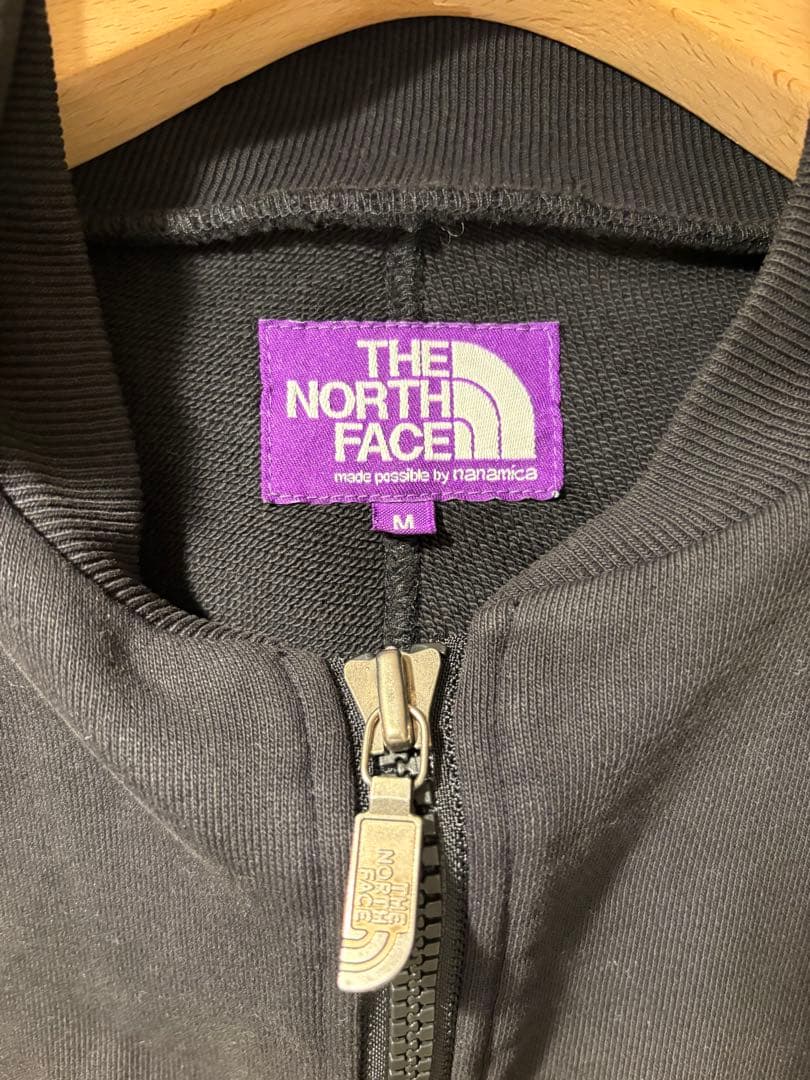 THE
NORTH
FACE
made possible by nanamica
M
THE
NORTH
FACE